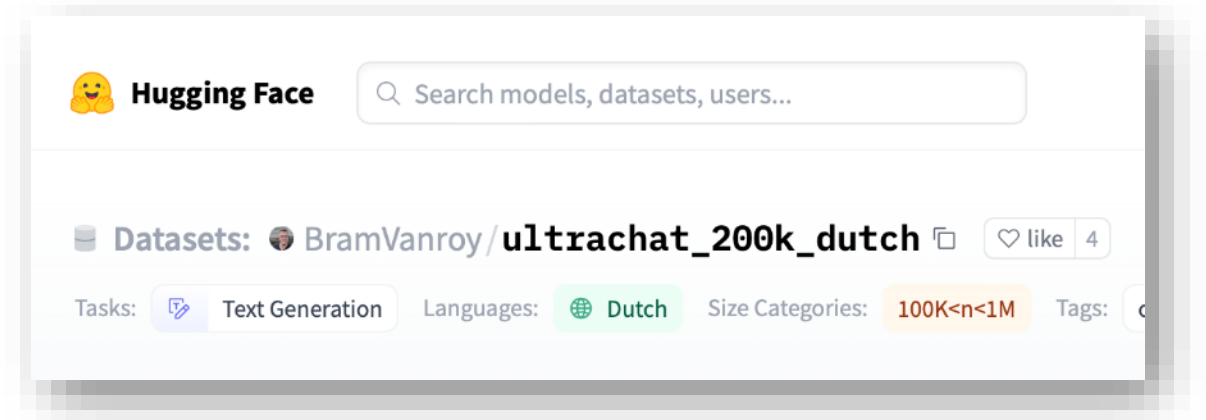 Hugging Face Search models, datasets, users...
Datasets: BramVanroy/ultrachat_200k_dutch like 4
Tasks: Text Generation Languages: Dutch Size Categories: 100K<n<1M Tags: